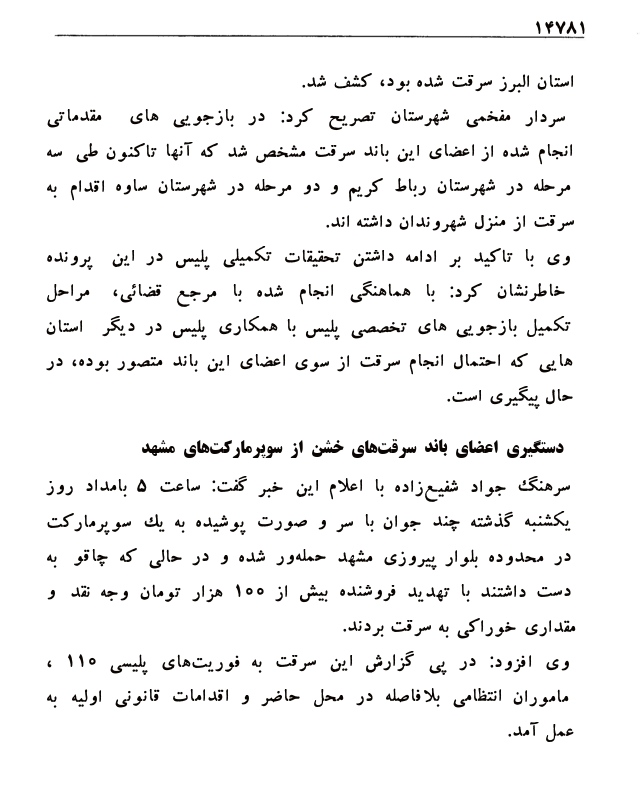 ۱۴۷۸۱
استان البرز سرقت شده بود، کشف شد.
سردار مفخمی شهرستان تصریح کرد: در بازجویی های مقدماتی
انجام شده از اعضای این باند سرقت مشخص شد که آنها تاکنون طی سه
مرحله در شهرستان رباط کریم و دو مرحله در شهرستان ساوه اقدام به
سرقت از منزل شهروندان داشته اند.
وی با تاکید بر ادامه داشتن تحقیقات تکمیلی پلیس در این پرونده
خاطرنشان کرد: با هماهنگی انجام شده با مرجع قضائی، مراحل
تکمیل بازجویی های تخصصی پلیس با همکاری پلیس در دیگر استان
هایی که احتمال انجام سرقت از سوی اعضای این باند متصور بوده، در
حال پیگیری است.
دستگیری اعضای باند سرقت‌های خشن از سوپرمارکت‌های مشهد
سرهنگ جواد شفیع‌زاده با اعلام این خبر گفت: ساعت ۵ بامداد روز
یکشنبه گذشته چند جوان با سر و صورت پوشیده به یك سوپرمارکت
در محدوده بلوار پیروزی مشهد حمله‌ور شده و در حالی که چاقو به
دست داشتند با تهدید فروشنده بیش از ۱۰۰ هزار تومان وجه نقد و
مقداری خوراکی به سرقت بردند.
وی افزود: در پی گزارش این سرقت به فوریت‌های پلیسی ۱۱۰ ،
ماموران انتظامی بلافاصله در محل حاضر و اقدامات قانونی اولیه به
عمل آمد.